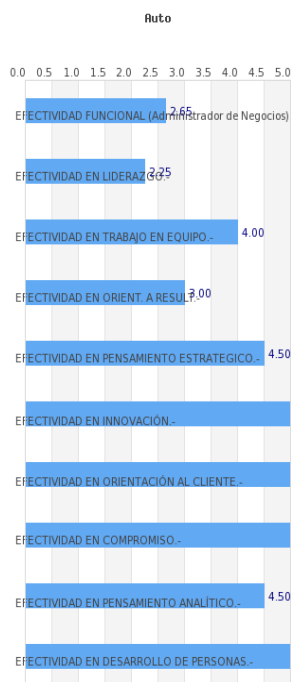 Auto
0.0 0.5 1.0 1.5 2.0 2.5 3.0 3.5 4.0 4.5 5.0
2.65
EFECTIVIDAD FUNCIONAL (Administrador de Negocios)
2.25
EFECTIVIDAD EN LIDERAZGO.-
4.00
EFECTIVIDAD EN TRABAJO EN EQUIPO.-
3.00
EFECTIVIDAD EN ORIENT. A RESULT.-
4.50
EFECTIVIDAD EN PENSAMIENTO ESTRATEGICO.-
EFECTIVIDAD EN INNOVACIÓN.-
EFECTIVIDAD EN ORIENTACIÓN AL CLIENTE.-
EFECTIVIDAD EN COMPROMISO.-
4.50
EFECTIVIDAD EN PENSAMIENTO ANALÍTICO.-
EFECTIVIDAD EN DESARROLLO DE PERSONAS.-